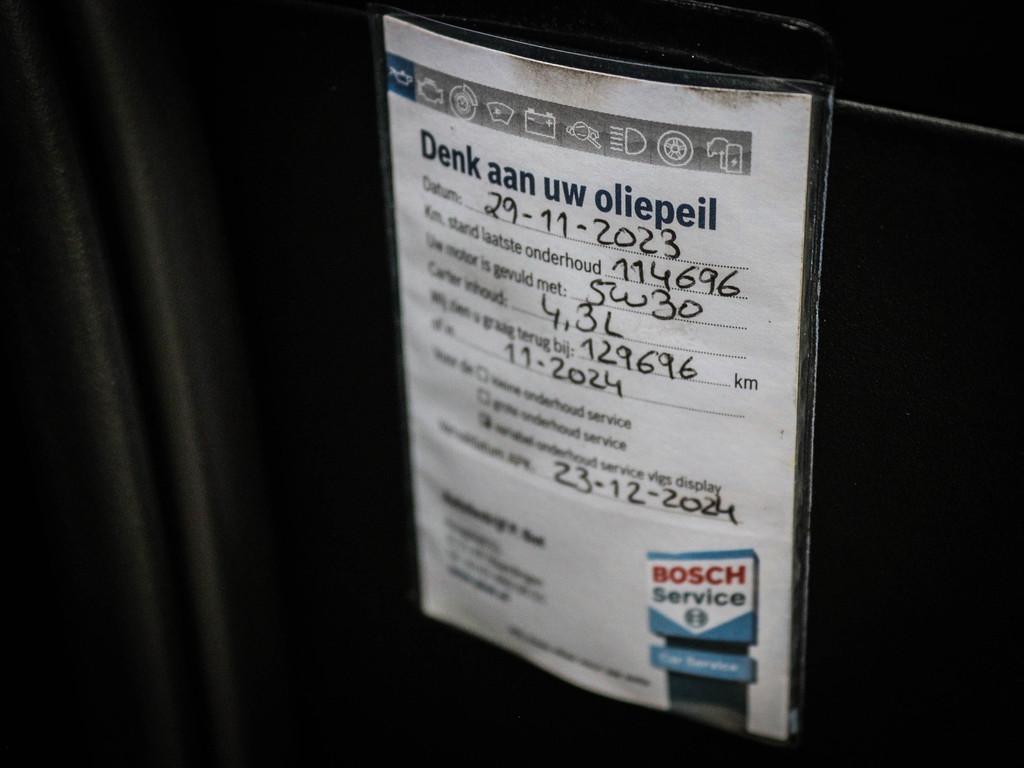 Denk aan uw oliepeil
Datum: 29-11-2023
Km. stand laatste onderhoud 114696
Uw motor is gevuld met: 5W30
Carter inhoud: 4,3L
Wij zien u graag terug bij: 129696 km
of in 11-2024
Voor de kleine onderhoud service
grote onderhoud service
variabel onderhoud service vlgs display
Vervaldatum APK. 23-12-2024
BOSCH
Service
Car Service